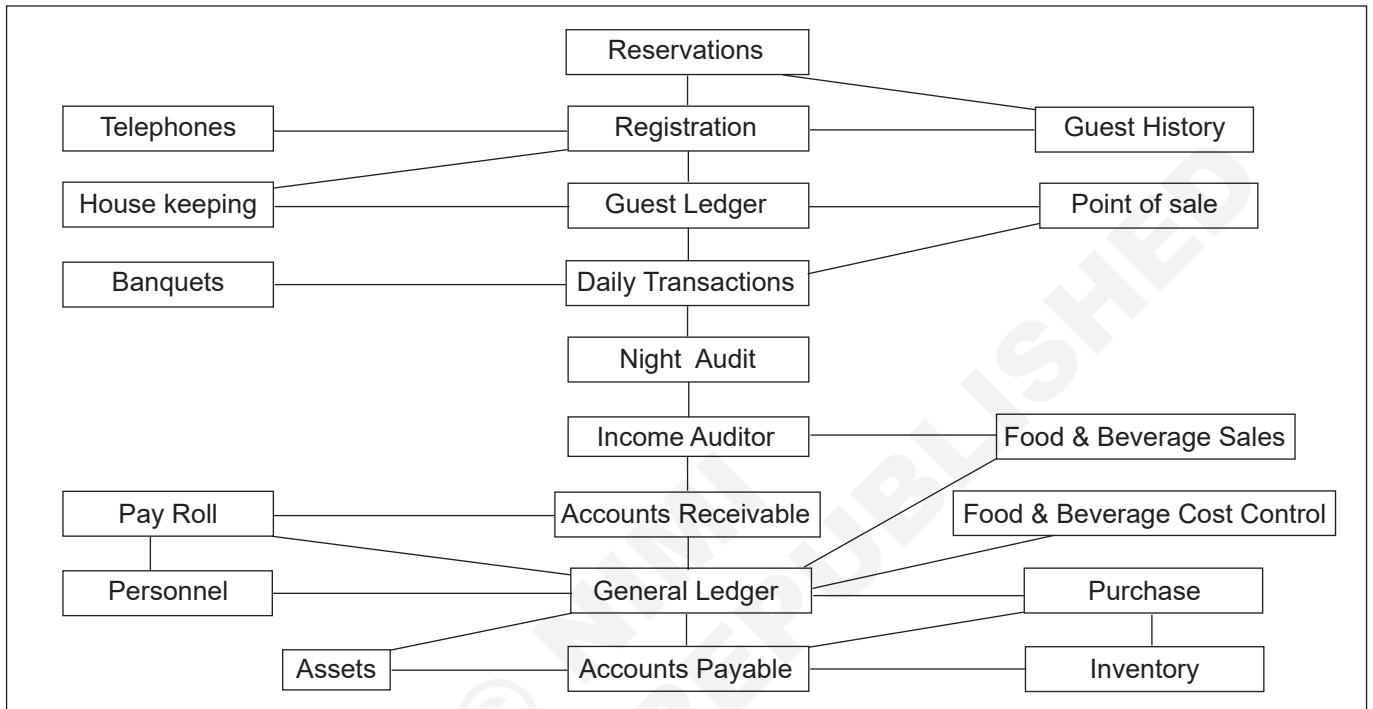 Reservations
Telephones
Registration
Guest History
House keeping
Guest Ledger
Point of sale
Banquets
Daily Transactions
Night Audit
Income Auditor
Food & Beverage Sales
Pay Roll
Accounts Receivable
Food & Beverage Cost Control
Personnel
General Ledger
Purchase
Assets
Accounts Payable
Inventory
© NIMI
REPUBLISHED